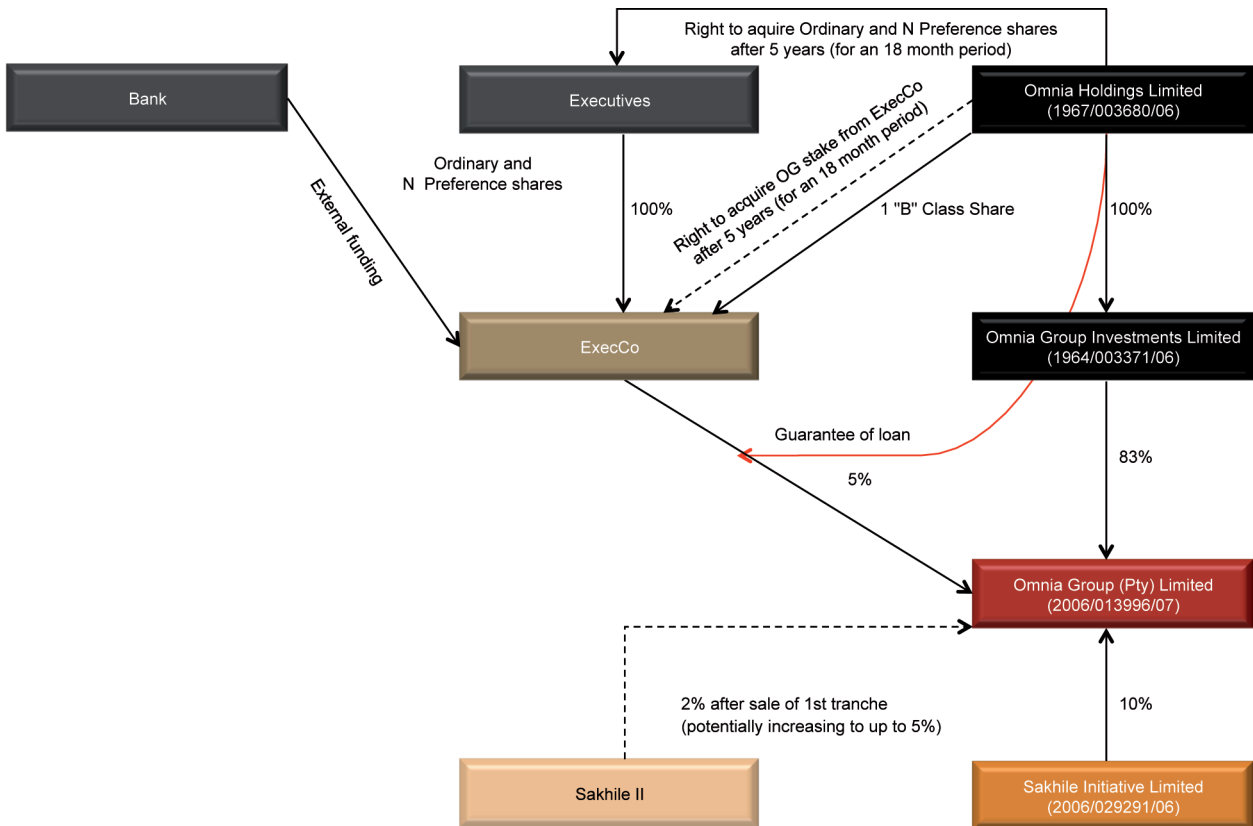 Right to aquire Ordinary and N Preference shares
after 5 years (for an 18 month period)
Bank
Executives
Omnia Holdings Limited
(1967/003680/06)
Ordinary and
N Preference shares
External funding
100%
Right to acquire OG stake from ExecCo
after 5 years (for an 18 month period)
1 "B" Class Share
100%
ExecCo
Omnia Group Investments Limited
(1964/003371/06)
Guarantee of loan
5%
83%
Omnia Group (Pty) Limited
(2006/013996/07)
2% after sale of 1st tranche
(potentially increasing to up to 5%)
10%
Sakhile II
Sakhile Initiative Limited
(2006/029291/06)